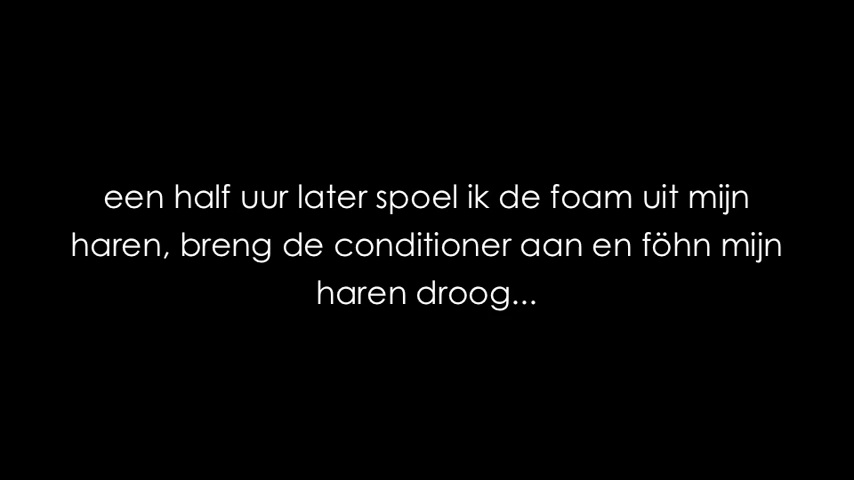 een half uur later spoel ik de foam uit mijn
haren, breng de conditioner aan en föhn mijn
haren droog...